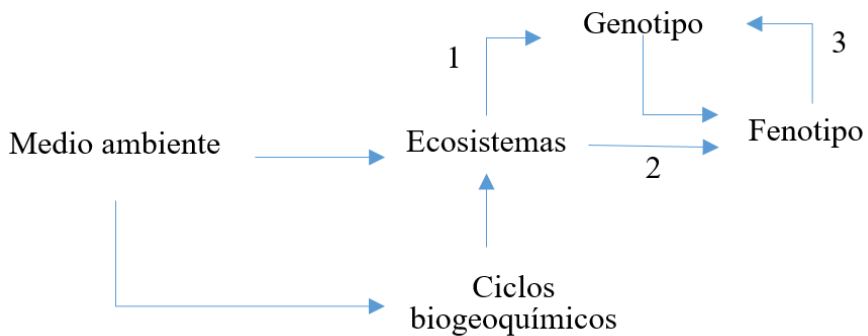 Genotipo
1
3
Medio ambiente
Ecosistemas
Fenotipo
2
Ciclos
biogeoquímicos